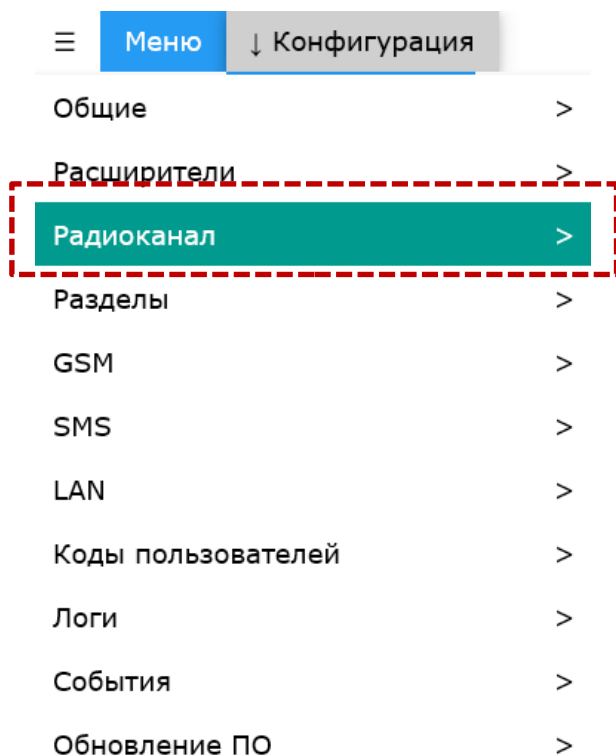 ☰ Меню ↓ Конфигурация
Общие >
Расширители >
Радиоканал >
Разделы >
GSM >
SMS >
LAN >
Коды пользователей >
Логи >
События >
Обновление ПО >